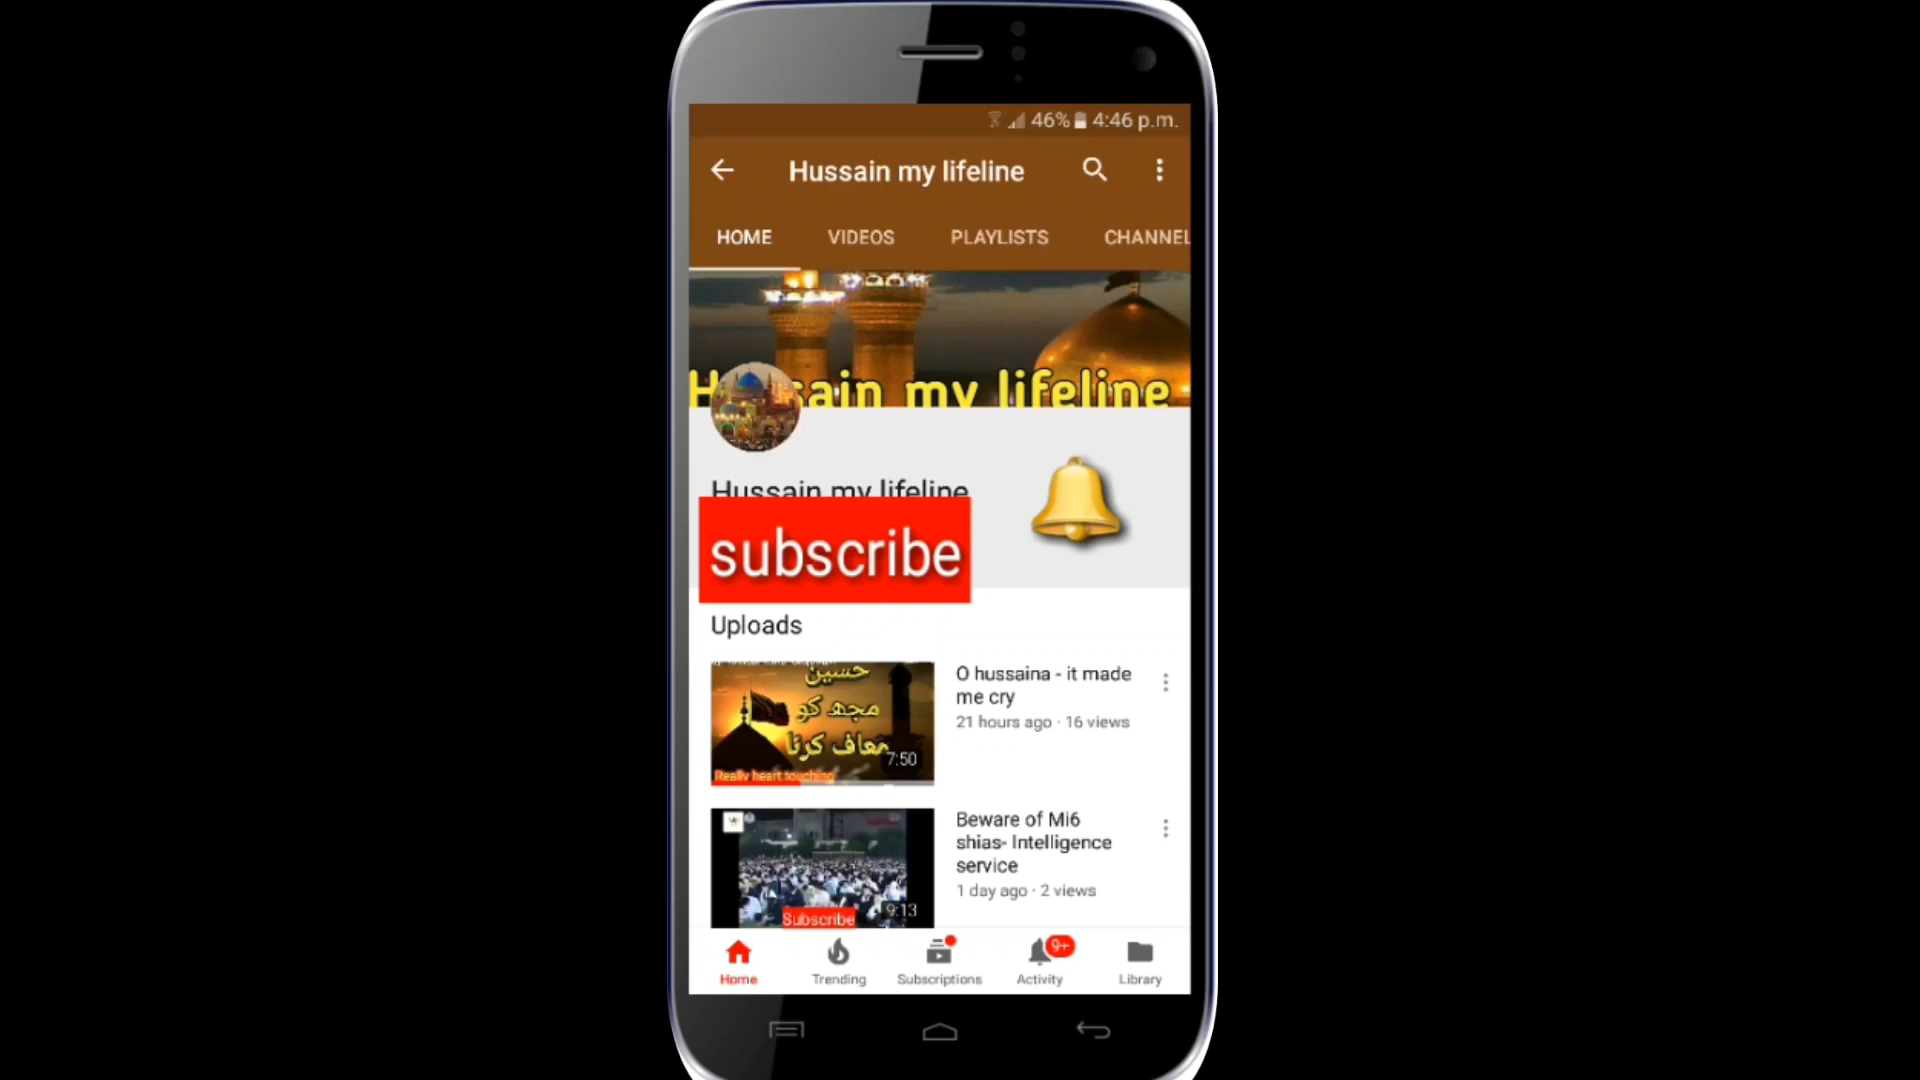 46% 4:46 p.m.
Hussain my lifeline
HOME VIDEOS PLAYLISTS CHANNEL
sain my lifeline
Hussain my lifeline
subscribe
Uploads
حسین
مجھ کو
معاف کرنا
7:50
Really heart touching
O hussaina - it made
me cry
21 hours ago · 16 views
Subscribe
9:13
Beware of Mi6
shias- Intelligence
service
1 day ago · 2 views
9+
Home Trending Subscriptions Activity Library